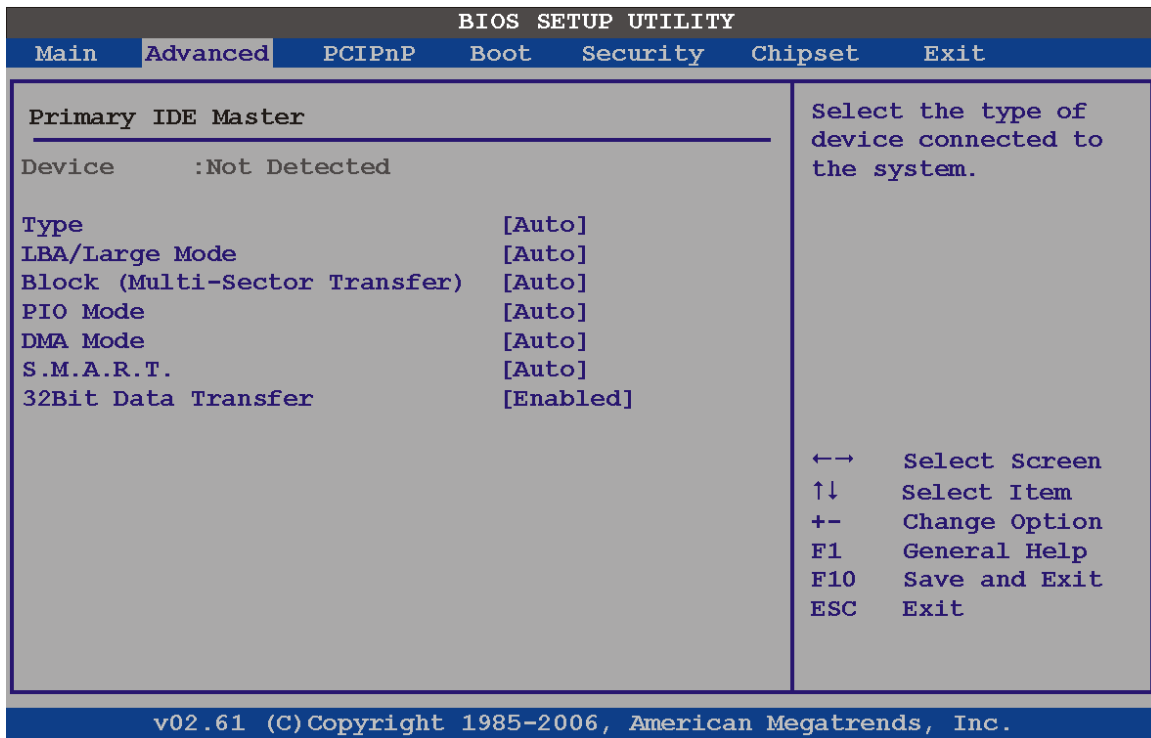 BIOS SETUP UTILITY
Main Advanced PCIPnP Boot Security Chipset Exit
Primary IDE Master
Device :Not Detected
Type [Auto]
LBA/Large Mode [Auto]
Block (Multi-Sector Transfer) [Auto]
PIO Mode [Auto]
DMA Mode [Auto]
S.M.A.R.T. [Auto]
32Bit Data Transfer [Enabled]
Select the type of
device connected to
the system.
←→ Select Screen
↑↓ Select Item
+- Change Option
F1 General Help
F10 Save and Exit
ESC Exit
v02.61 (C)Copyright 1985-2006, American Megatrends, Inc.